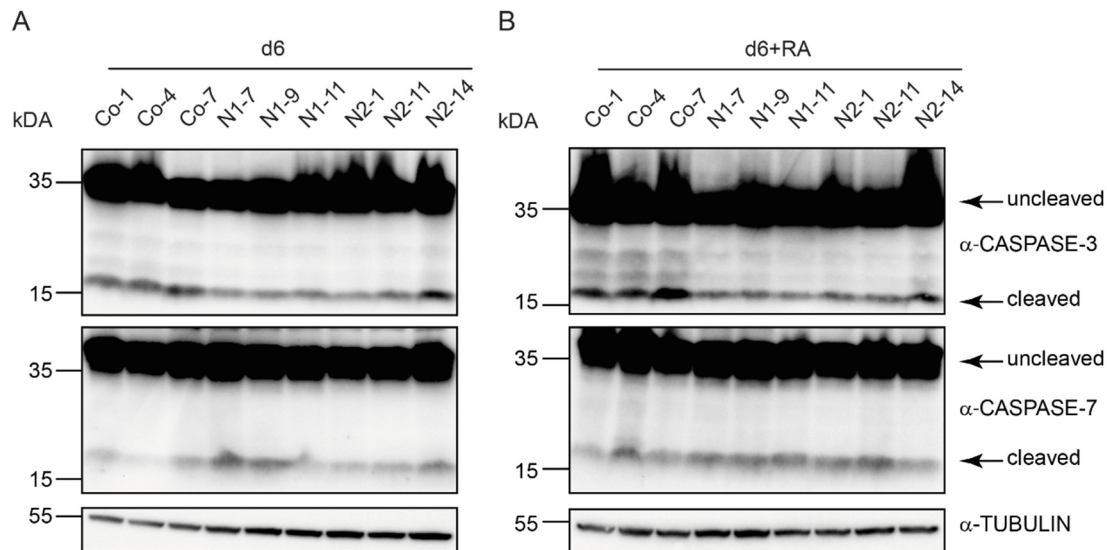 A
d6
kDA
Co-1 Co-4 Co-7 N1-7 N1-9 N1-11 N2-1 N2-11 N2-14
35
15
35
15
55
B
d6+RA
kDA
Co-1 Co-4 Co-7 N1-7 N1-9 N1-11 N2-1 N2-11 N2-14
35
uncleaved
α-CASPASE-3
15
cleaved
35
uncleaved
α-CASPASE-7
15
cleaved
55
α-TUBULIN